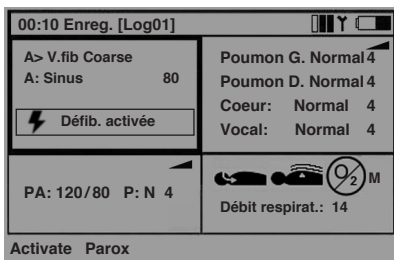 00:10 Enreg. [Log01]
A> V.fib Coarse
A: Sinus 80
Défib. activée
Poumon G. Normal 4
Poumon D. Normal 4
Coeur: Normal 4
Vocal: Normal 4
PA: 120/80 P: N 4
O2 M
Débit respirat.: 14
Activate Parox